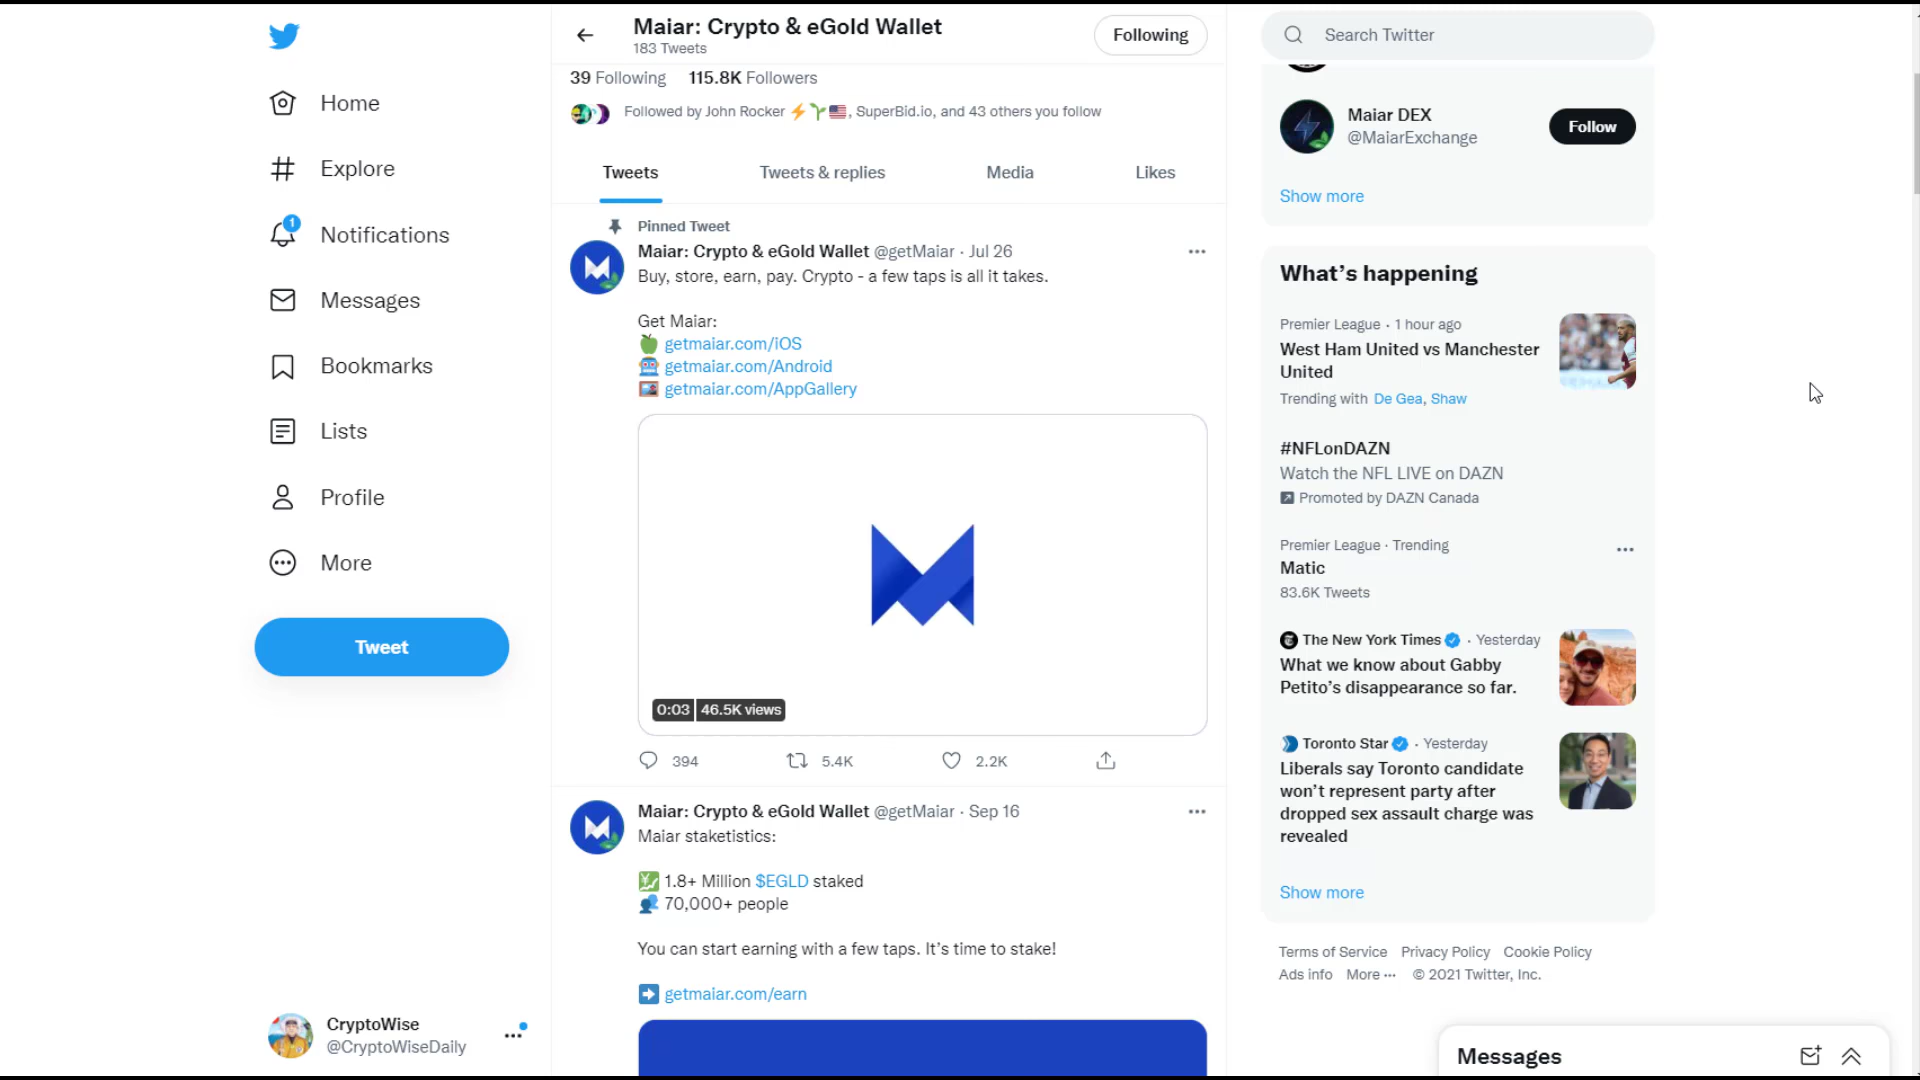 Home
Explore
1
Notifications
Messages
Bookmarks
Lists
Profile
More
Tweet
CryptoWise
@CryptoWiseDaily
Maiar: Crypto & eGold Wallet
183 Tweets
Following
39 Following 115.8K Followers
Followed by John Rocker ⚡🌱🇺🇸, SuperBid.io, and 43 others you follow
Tweets Tweets & replies Media Likes
Pinned Tweet
Maiar: Crypto & eGold Wallet @getMaiar · Jul 26
Buy, store, earn, pay. Crypto - a few taps is all it takes.
Get Maiar:
🍏 getmaiar.com/iOS
🤖 getmaiar.com/Android
🖼️ getmaiar.com/AppGallery
0:03 46.5K views
394 5.4K 2.2K
Maiar: Crypto & eGold Wallet @getMaiar · Sep 16
Maiar staketistics:
💹 1.8+ Million $EGLD staked
👥 70,000+ people
You can start earning with a few taps. It's time to stake!
➡️ getmaiar.com/earn
Search Twitter
Maiar DEX
@MaiarExchange
Follow
Show more
What's happening
Premier League · 1 hour ago
West Ham United vs Manchester
United
Trending with De Gea, Shaw
#NFLonDAZN
Watch the NFL LIVE on DAZN
Promoted by DAZN Canada
Premier League · Trending
Matic
83.6K Tweets
The New York Times · Yesterday
What we know about Gabby
Petito's disappearance so far.
Toronto Star · Yesterday
Liberals say Toronto candidate
won't represent party after
dropped sex assault charge was
revealed
Show more
Terms of Service Privacy Policy Cookie Policy
Ads info More ··· © 2021 Twitter, Inc.
Messages